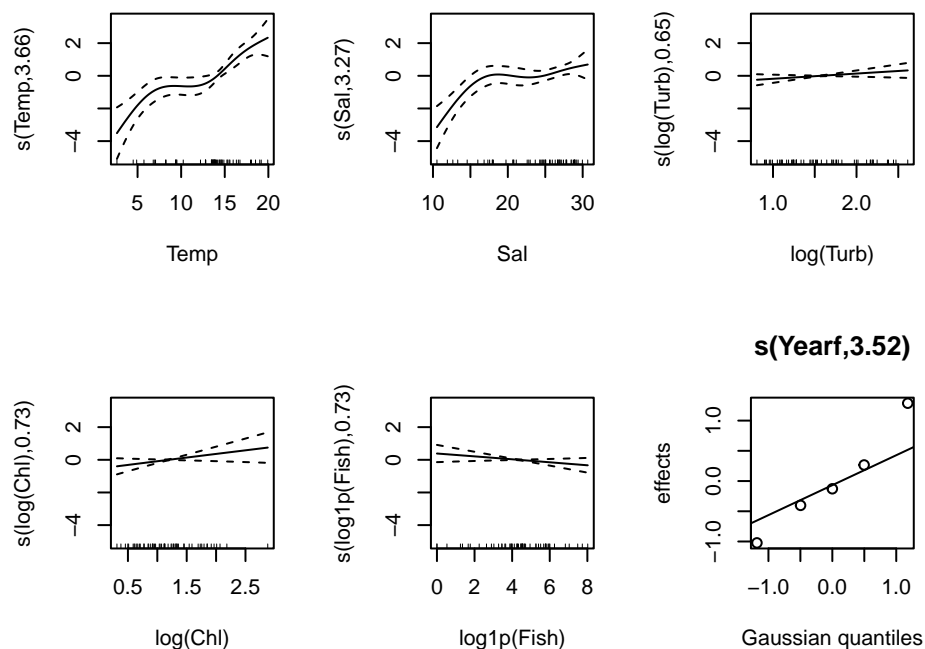 s(Temp,3.66)
2
0
−4
5
10
15
20
Temp
s(Sal,3.27)
2
0
−4
10
20
30
Sal
s(log(Turb),0.65)
2
0
−4
1.0
2.0
log(Turb)
s(log(Chl),0.73)
2
0
−4
0.5
1.5
2.5
log(Chl)
s(log1p(Fish),0.73)
2
0
−4
0
2
4
6
8
log1p(Fish)
s(Yearf,3.52)
effects
1.0
0.0
−1.0
−1.0
0.0
1.0
Gaussian quantiles